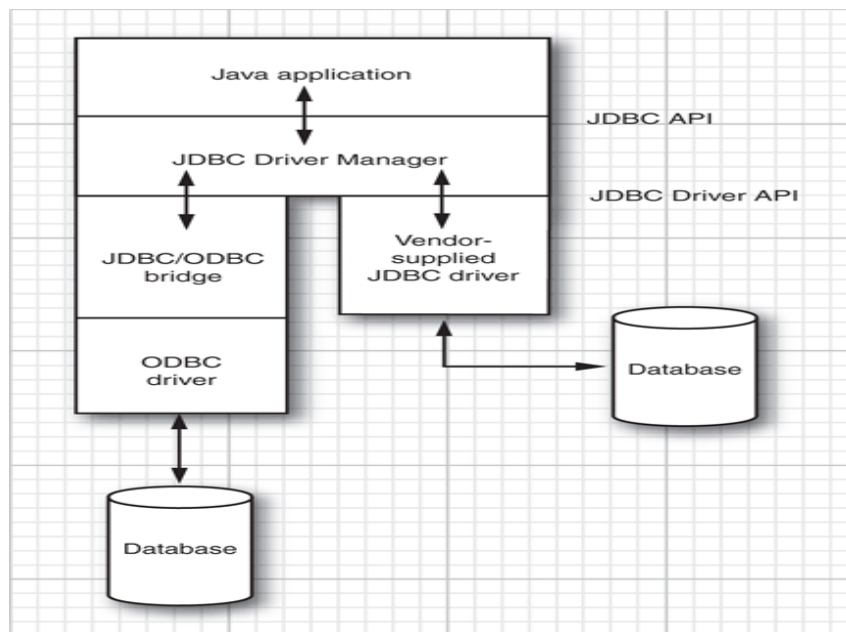 Java application
JDBC API
JDBC Driver Manager
JDBC Driver API
JDBC/ODBC
bridge
Vendor-
supplied
JDBC driver
ODBC
driver
Database
Database